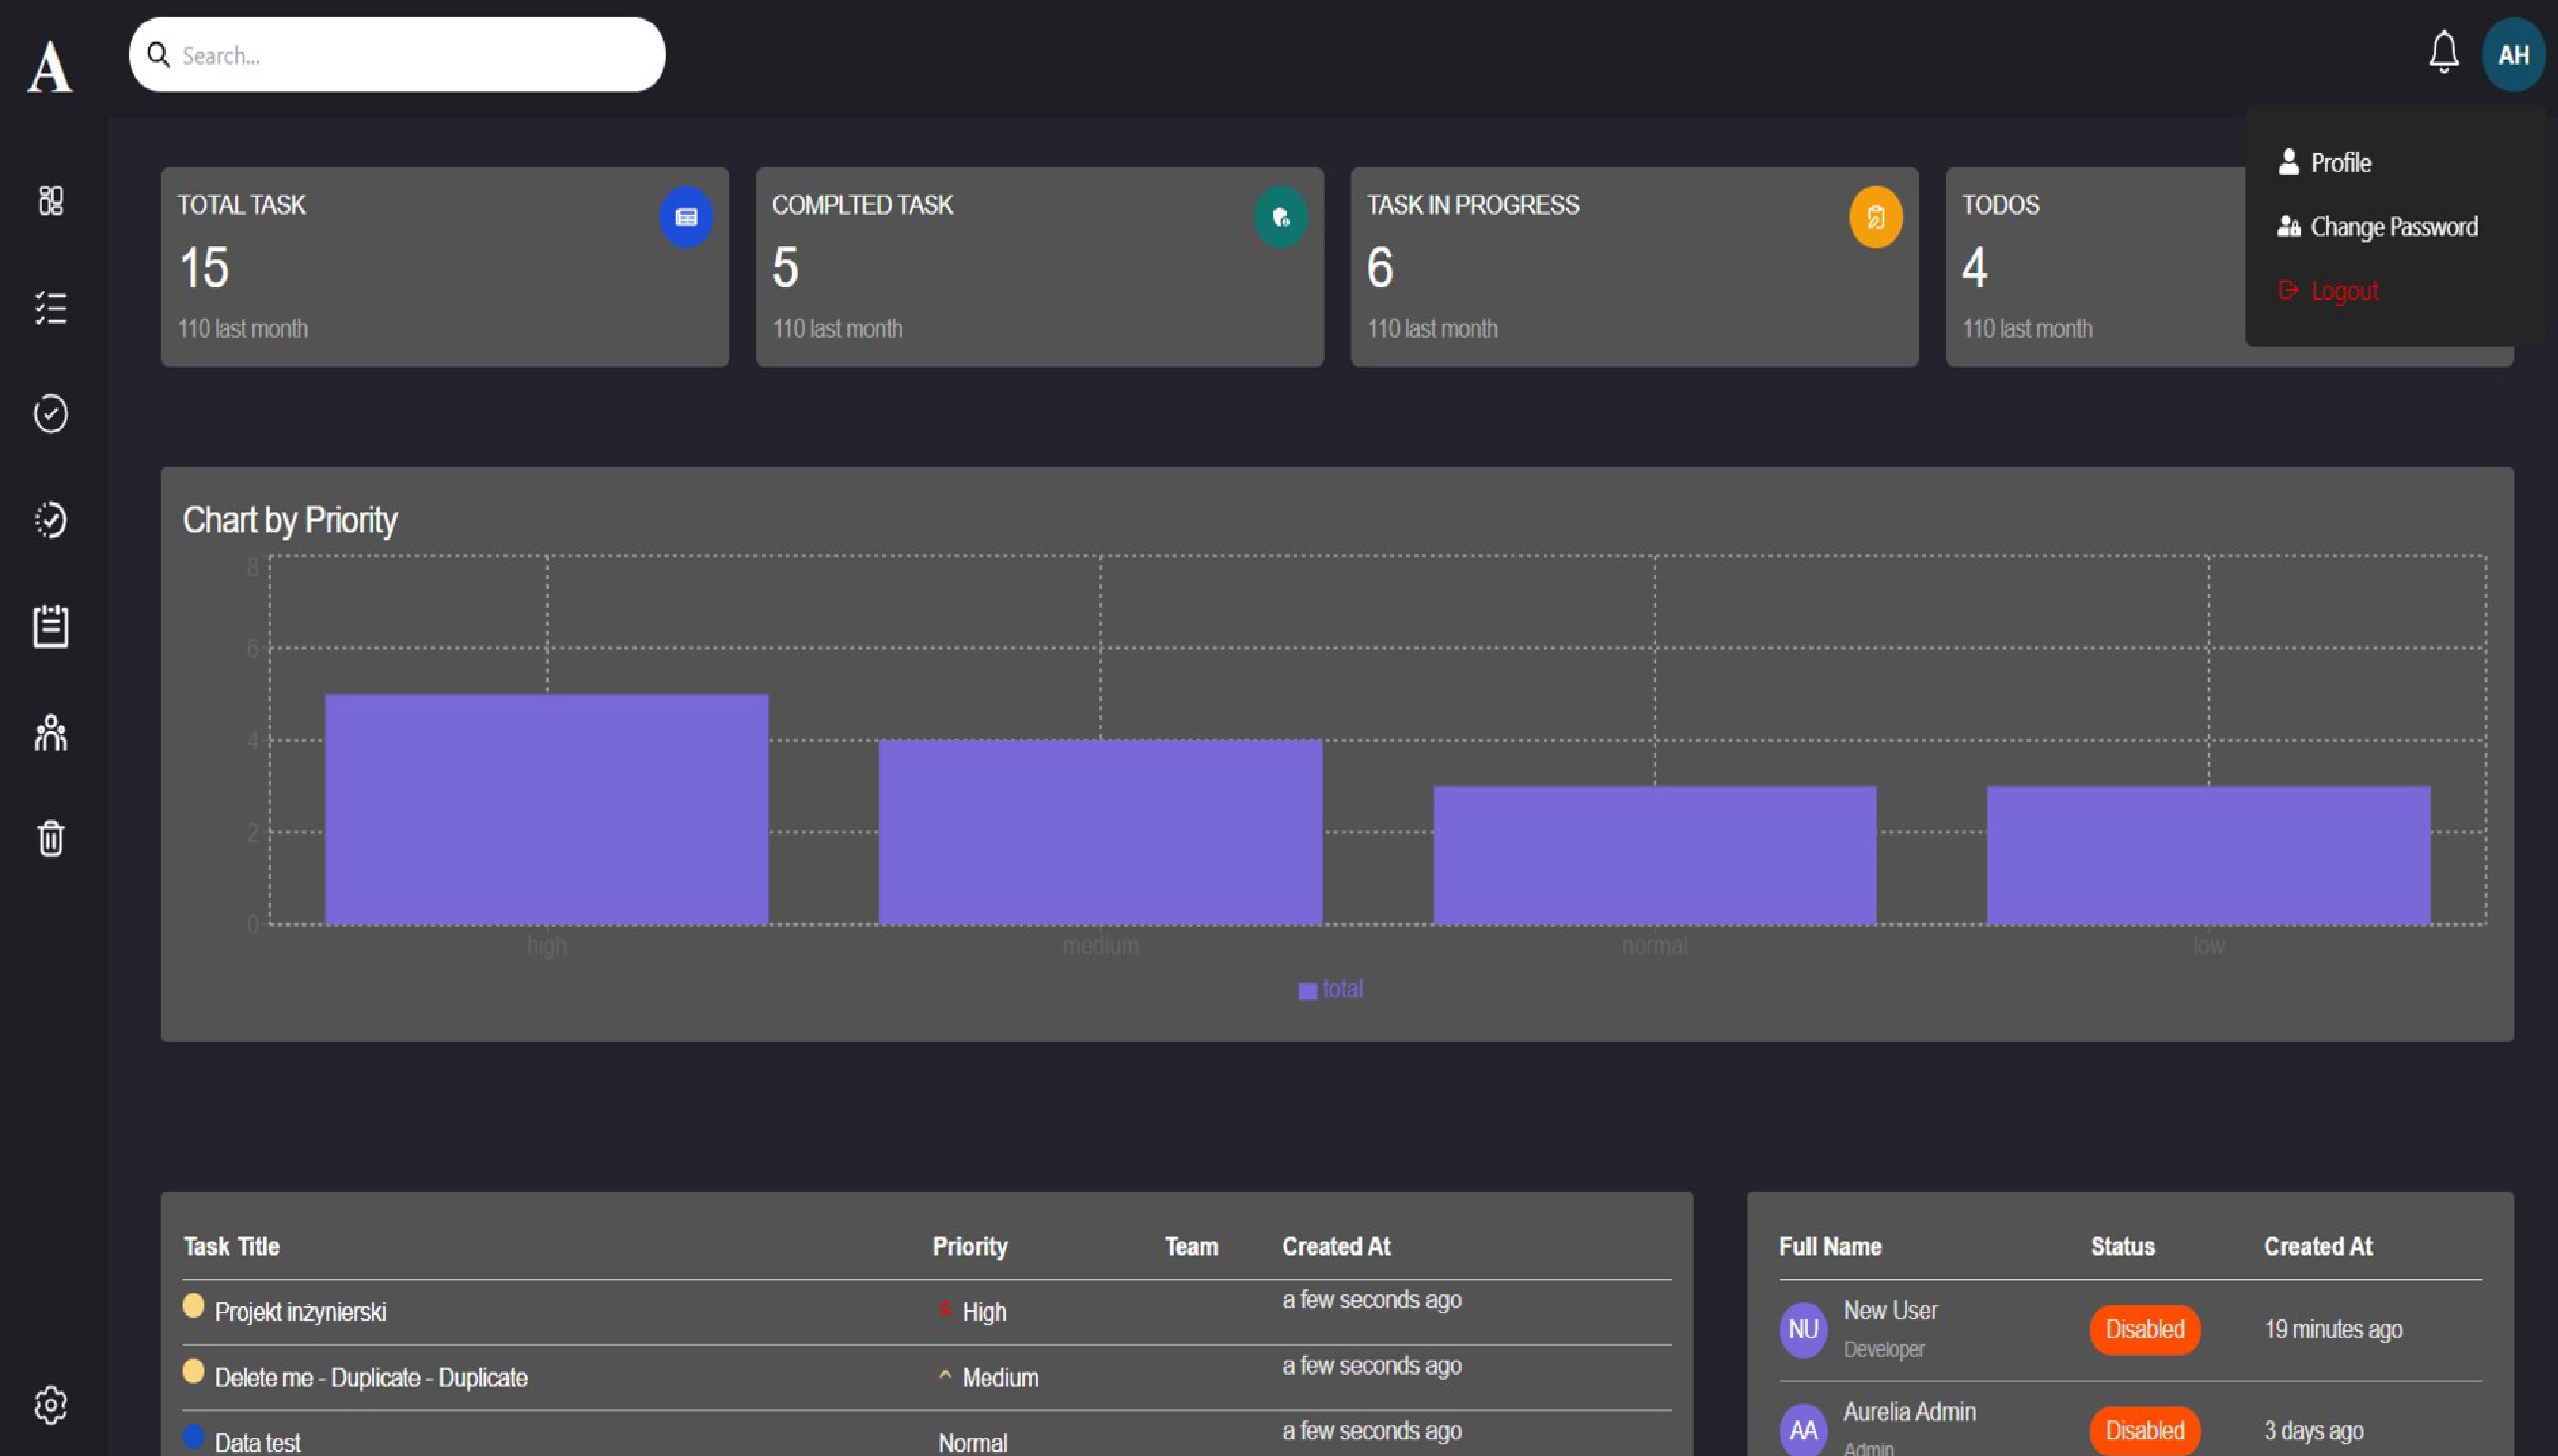 A
Search...
AH
Profile
Change Password
Logout
TOTAL TASK
15
110 last month
COMPLTED TASK
5
110 last month
TASK IN PROGRESS
6
110 last month
TODOS
4
110 last month
Chart by Priority
8
6
4
2
0
high
medium
normal
low
total
Task Title Priority Team Created At
Projekt inżynierski High a few seconds ago
Delete me - Duplicate - Duplicate Medium a few seconds ago
Data test Normal a few seconds ago
Full Name Status Created At
NU New User Disabled 19 minutes ago
Developer
AA Aurelia Admin Disabled 3 days ago
Admin